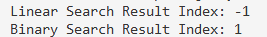 Linear Search Result Index: -1
Binary Search Result Index: 1